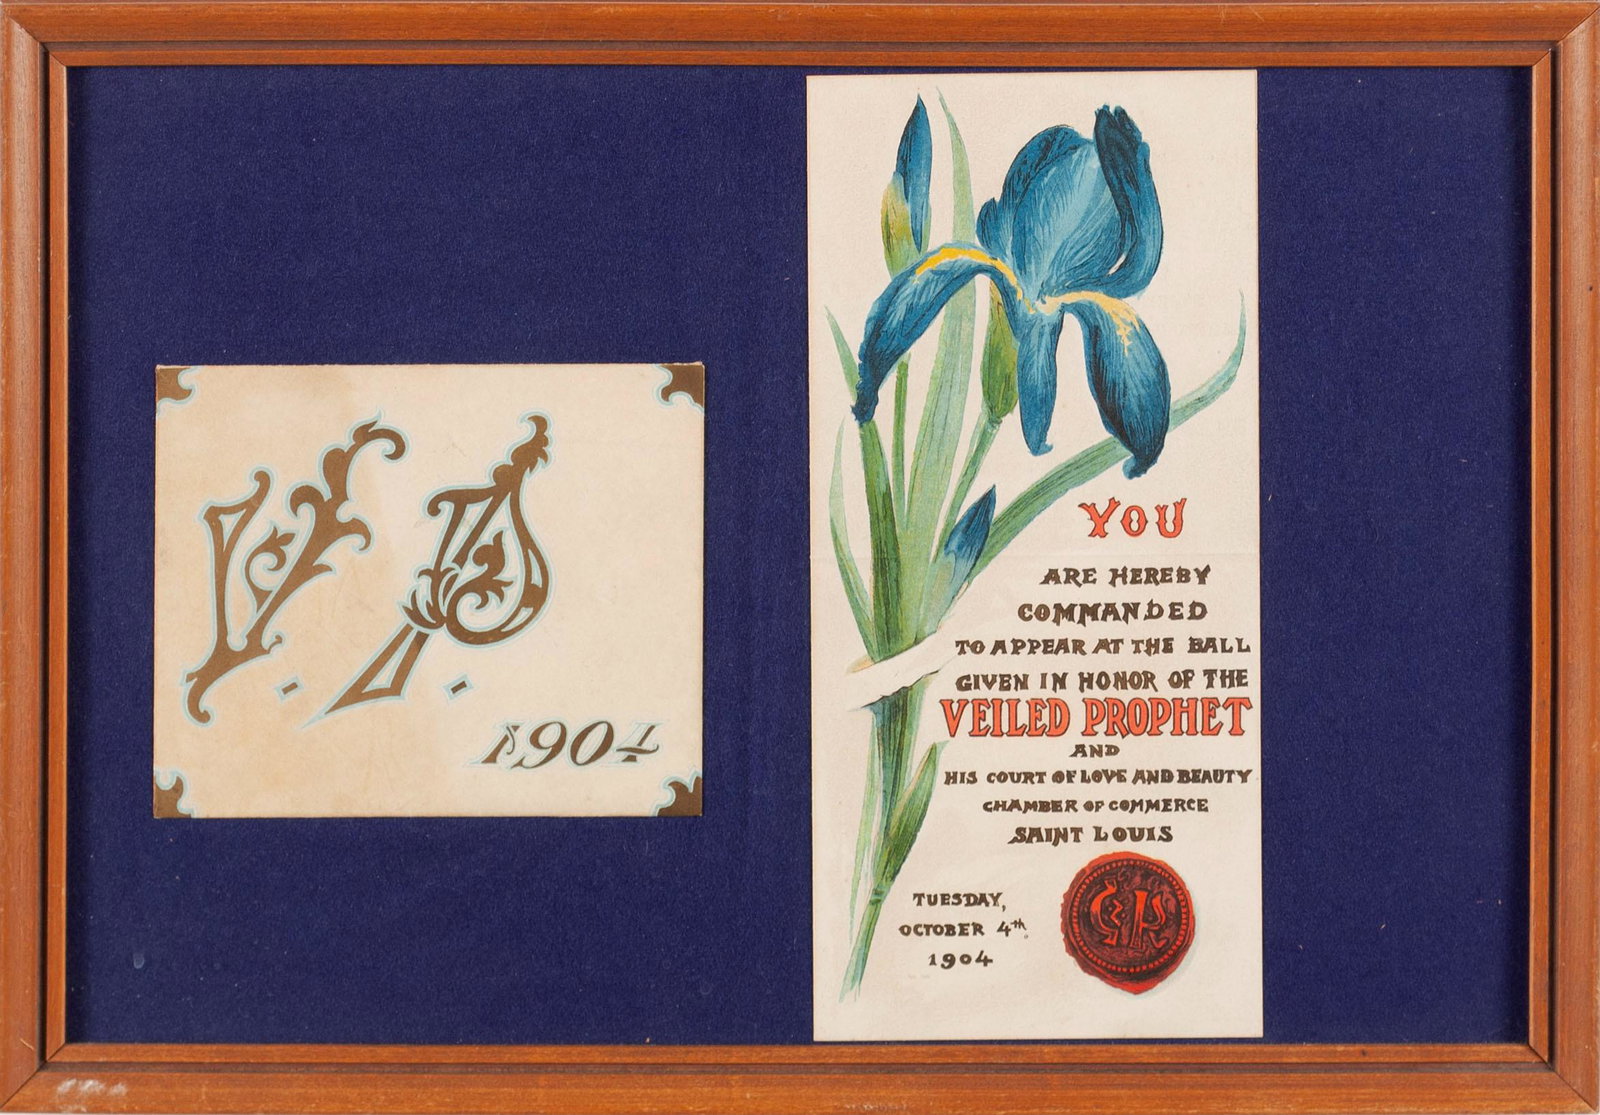 V. P.
1904
YOU
ARE HEREBY
COMMANDED
TO APPEAR AT THE BALL
GIVEN IN HONOR OF THE
VEILED PROPHET
AND
HIS COURT OF LOVE AND BEAUTY
CHAMBER OF COMMERCE
SAINT LOUIS
TUESDAY,
OCTOBER 4th.
1904